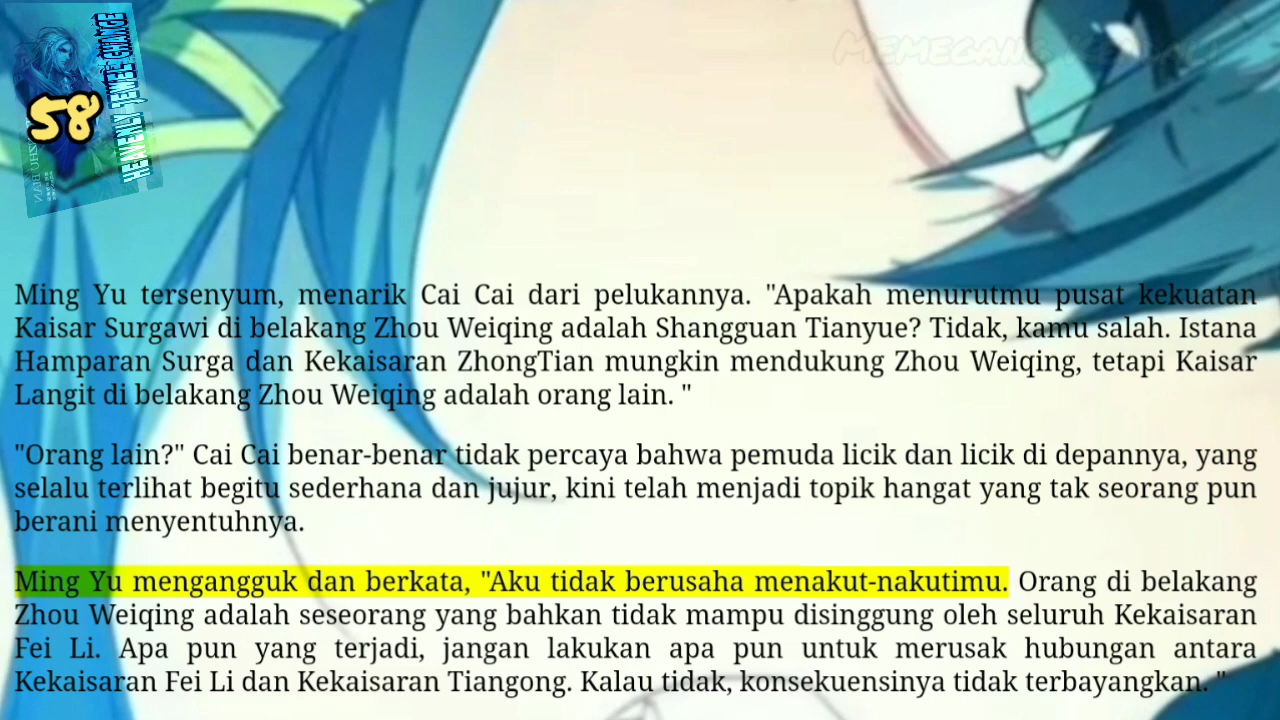 MEMEGANG KENDALI
58
HEAVENLY JEWEL CHANGE
Ming Yu tersenyum, menarik Cai Cai dari pelukannya. "Apakah menurutmu pusat kekuatan
Kaisar Surgawi di belakang Zhou Weiqing adalah Shangguan Tianyue? Tidak, kamu salah. Istana
Hamparan Surga dan Kekaisaran ZhongTian mungkin mendukung Zhou Weiqing, tetapi Kaisar
Langit di belakang Zhou Weiqing adalah orang lain. "
"Orang lain?" Cai Cai benar-benar tidak percaya bahwa pemuda licik dan licik di depannya, yang
selalu terlihat begitu sederhana dan jujur, kini telah menjadi topik hangat yang tak seorang pun
berani menyentuhnya.
Ming Yu mengangguk dan berkata, "Aku tidak berusaha menakut-nakutimu. Orang di belakang
Zhou Weiqing adalah seseorang yang bahkan tidak mampu disinggung oleh seluruh Kekaisaran
Fei Li. Apa pun yang terjadi, jangan lakukan apa pun untuk merusak hubungan antara
Kekaisaran Fei Li dan Kekaisaran Tiangong. Kalau tidak, konsekuensinya tidak terbayangkan. "